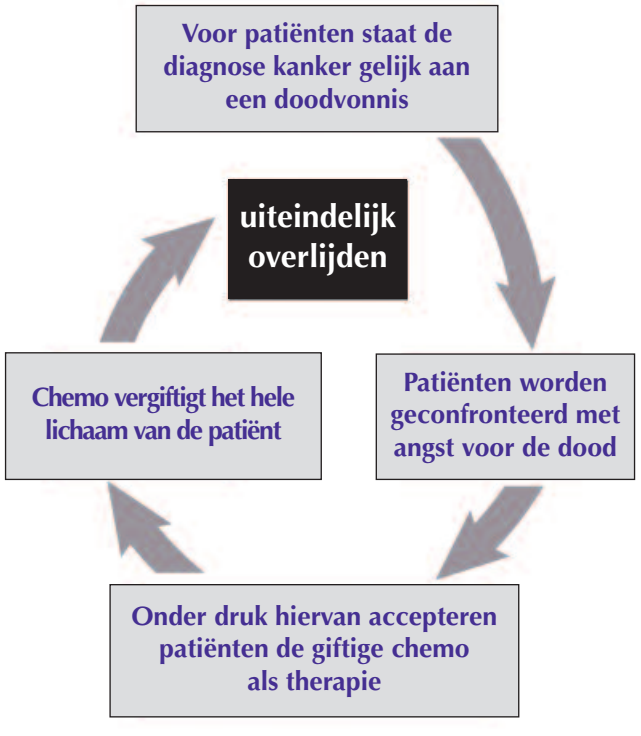 Voor patiënten staat de
diagnose kanker gelijk aan
een doodvonnis
uiteindelijk
overlijden
Patiënten worden
geconfronteerd met
angst voor de dood
Onder druk hiervan accepteren
patiënten de giftige chemo
als therapie
Chemo vergiftigt het hele
lichaam van de patiënt